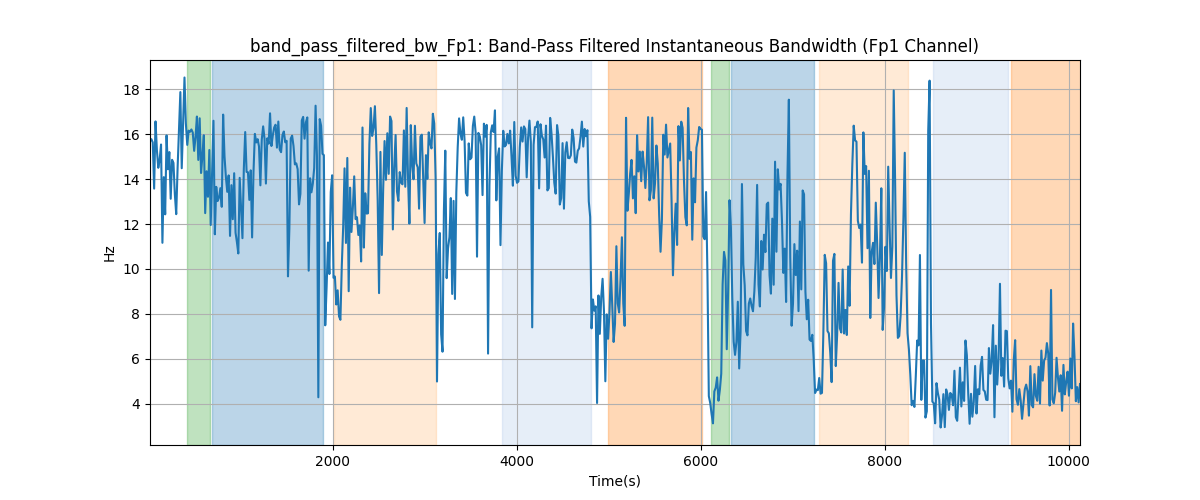 band_pass_filtered_bw_Fp1: Band-Pass Filtered Instantaneous Bandwidth (Fp1 Channel)
18
16
14
12
10
8
6
4
Hz
2000 4000 6000 8000 10000
Time(s)